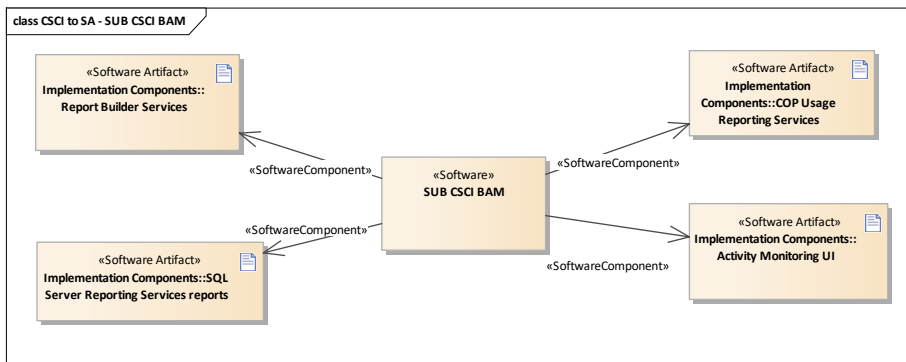 class CSCI to SA - SUB CSCI BAM
«Software Artifact»
Implementation Components::
Report Builder Services
«Software Artifact»
Implementation
Components::COP Usage
Reporting Services
«SoftwareComponent»
«SoftwareComponent»
«Software»
SUB CSCI BAM
«SoftwareComponent»
«Software Artifact»
Implementation Components::SQL
Server Reporting Services reports
«Software Artifact»
Implementation Components::
Activity Monitoring UI
«SoftwareComponent»